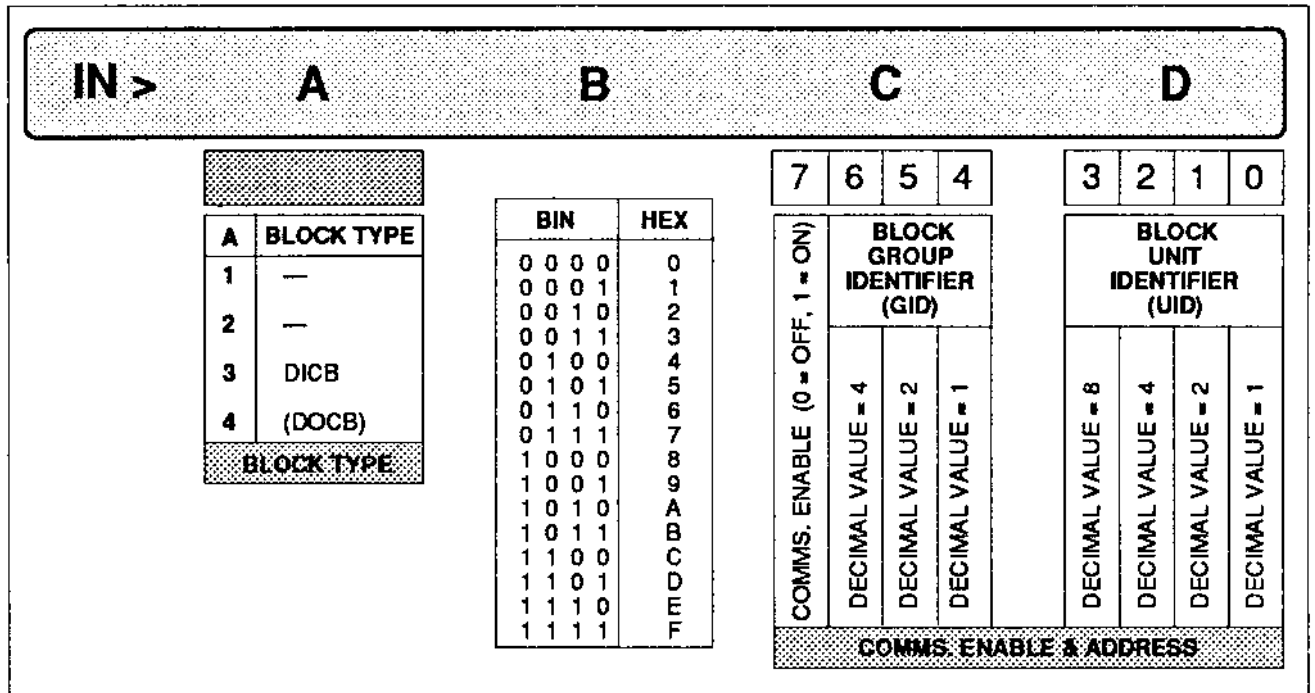 IN > A B C D
7 6 5 4 3 2 1 0
A BLOCK TYPE
1 —
2 —
3 DICB
4 (DOCB)
BLOCK TYPE
BIN HEX
0 0 0 0 0
0 0 0 1 1
0 0 1 0 2
0 0 1 1 3
0 1 0 0 4
0 1 0 1 5
0 1 1 0 6
0 1 1 1 7
1 0 0 0 8
1 0 0 1 9
1 0 1 0 A
1 0 1 1 B
1 1 0 0 C
1 1 0 1 D
1 1 1 0 E
1 1 1 1 F
COMMS. ENABLE (0 = OFF, 1 = ON)
BLOCK
GROUP
IDENTIFIER
(GID)
DECIMAL VALUE = 4
DECIMAL VALUE = 2
DECIMAL VALUE = 1
BLOCK
UNIT
IDENTIFIER
(UID)
DECIMAL VALUE = 8
DECIMAL VALUE = 4
DECIMAL VALUE = 2
DECIMAL VALUE = 1
COMMS. ENABLE & ADDRESS